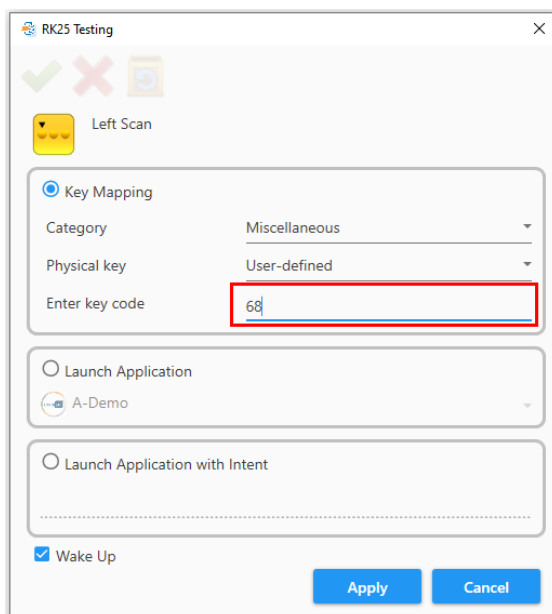 RK25 Testing
Left Scan
Key Mapping
Category Miscellaneous
Physical key User-defined
Enter key code 68
Launch Application
A-Demo
Launch Application with Intent
Wake Up
Apply Cancel